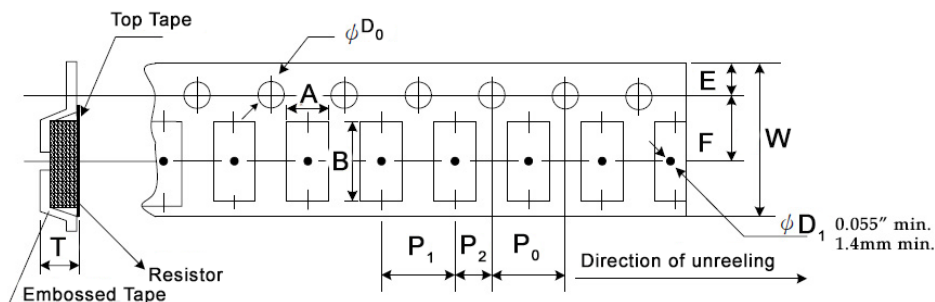 Top Tape
ϕD₀
A
E
F
W
B
ϕD₁ 0.055″ min.
1.4mm min.
T
P₁
P₂
P₀
Direction of unreeling
Resistor
Embossed Tape